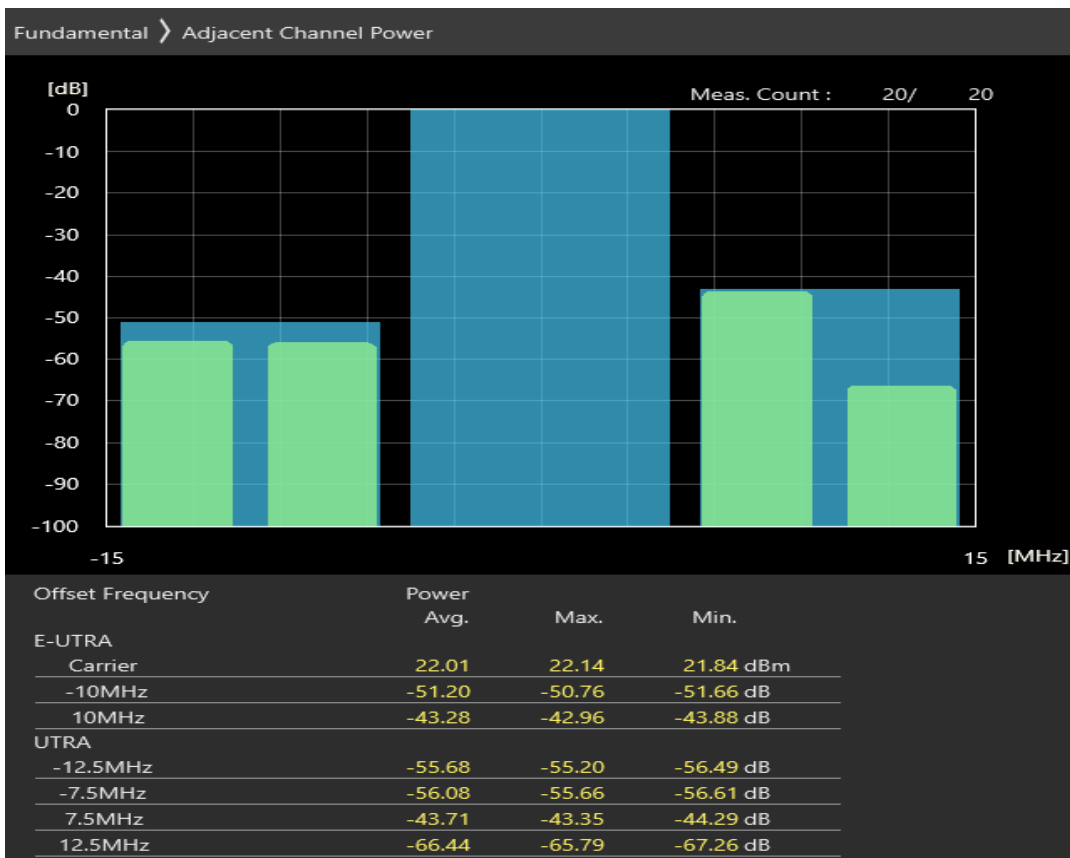 Fundamental 〉 Adjacent Channel Power
[dB]
Meas. Count : 20/ 20
0
-10
-20
-30
-40
-50
-60
-70
-80
-90
-100
-15 15 [MHz]
Offset Frequency Power
Avg. Max. Min.
E-UTRA
Carrier 22.01 22.14 21.84 dBm
-10MHz -51.20 -50.76 -51.66 dB
10MHz -43.28 -42.96 -43.88 dB
UTRA
-12.5MHz -55.68 -55.20 -56.49 dB
-7.5MHz -56.08 -55.66 -56.61 dB
7.5MHz -43.71 -43.35 -44.29 dB
12.5MHz -66.44 -65.79 -67.26 dB